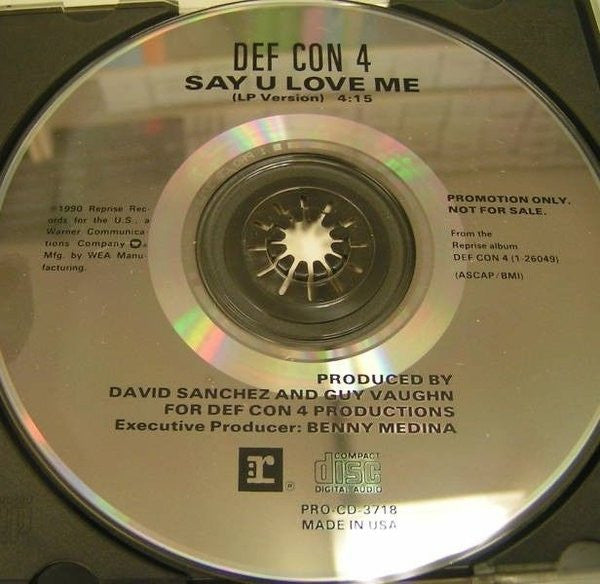 DEF CON 4
SAY U LOVE ME
(LP Version) 4:15
℗1990 Reprise Rec-
ords for the U.S., a
Warner Communica-
tions Company
Mfg. by WEA Manu-
facturing.
PROMOTION ONLY.
NOT FOR SALE.
From the
Reprise album
DEF CON 4 (1-26049)
(ASCAP/BMI)
PRODUCED BY
DAVID SANCHEZ AND GUY VAUGHN
FOR DEF CON 4 PRODUCTIONS
Executive Producer: BENNY MEDINA
r ®
COMPACT
disc
DIGITAL AUDIO
PRO-CD-3718
MADE IN USA